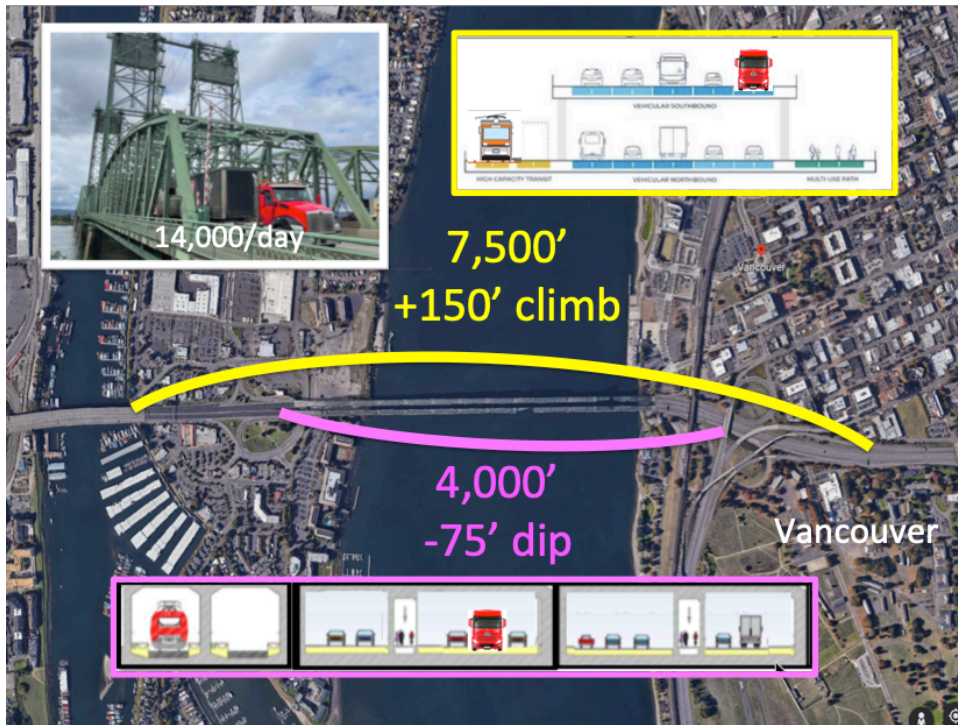 14,000/day
VEHICULAR SOUTHBOUND
HIGH CAPACITY TRANSIT
VEHICULAR NORTHBOUND
MULTI-USE PATH
7,500’
+150’ climb
Vancouver
4,000’
-75’ dip
Vancouver